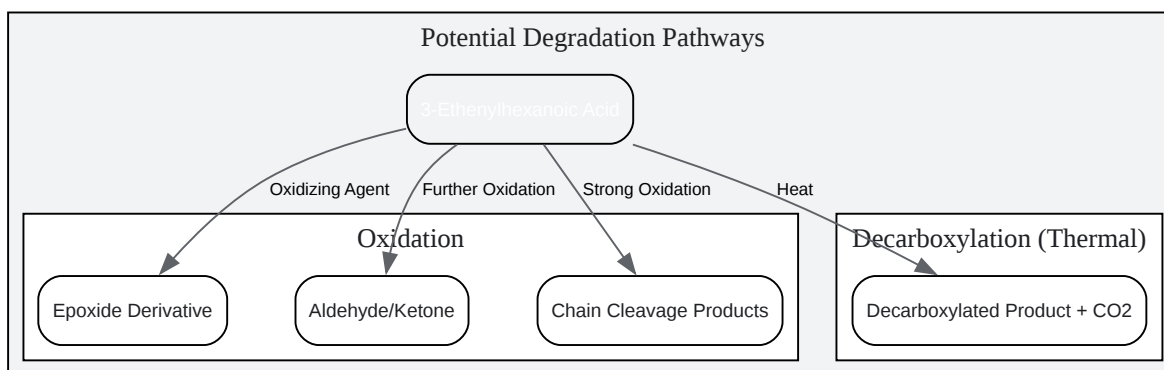 Potential Degradation Pathways
3-Ethenylhexanoic Acid
Oxidizing Agent
Further Oxidation
Strong Oxidation
Heat
Oxidation
Decarboxylation (Thermal)
Epoxide Derivative
Aldehyde/Ketone
Chain Cleavage Products
Decarboxylated Product + CO2